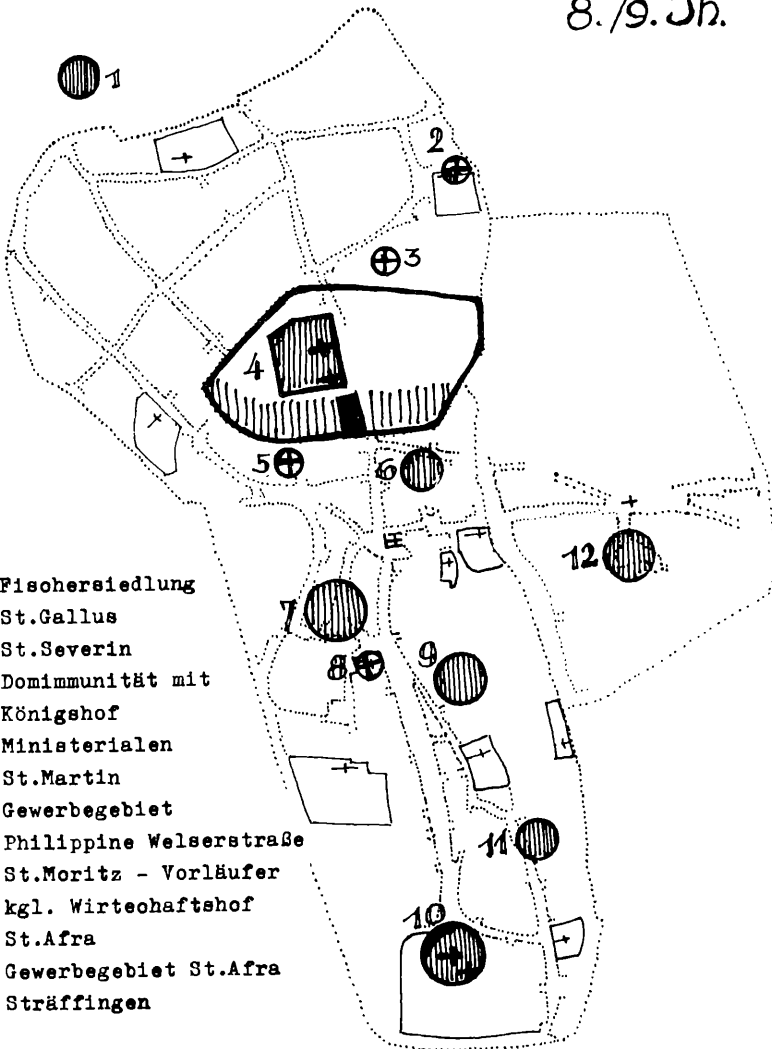 8./9. Jh.
1
2
3
4
5
6
7
8
9
10
11
12
Fischersiedlung
St.Gallus
St.Severin
Domimmunität mit
Königshof
Ministerialen
St.Martin
Gewerbegebiet
Philippine Welserstraße
St.Moritz - Vorläufer
kgl. Wirtschaftshof
St.Afra
Gewerbegebiet St.Afra
Sträffingen